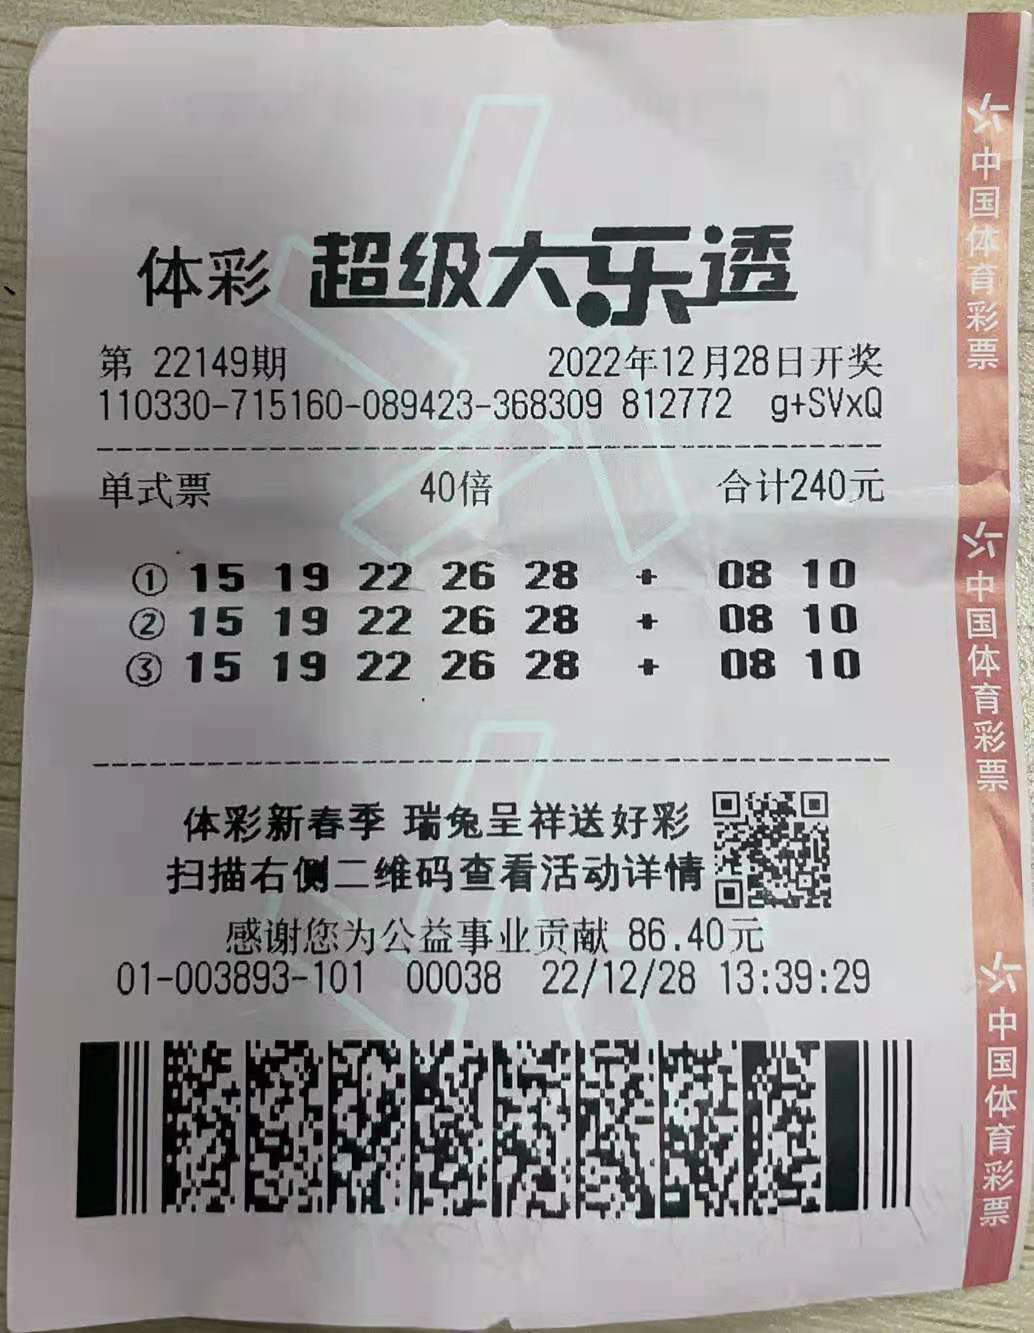 体彩 超级大乐透
第 22149期 2022年12月28日开奖
110330-715160-089423-368309 812772 g+SVxQ
单式票 40倍 合计240元
① 15 19 22 26 28 + 08 10
② 15 19 22 26 28 + 08 10
③ 15 19 22 26 28 + 08 10
体彩新春季 瑞兔呈祥送好彩
扫描右侧二维码查看活动详情
感谢您为公益事业贡献 86.40元
01-003893-101 00038 22/12/28 13:39:29
中国体育彩票
中国体育彩票
中国体育彩票